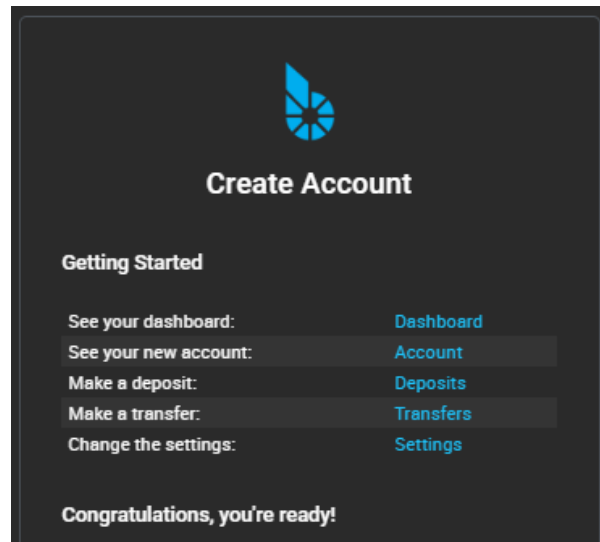 Create Account
Getting Started
See your dashboard: Dashboard
See your new account: Account
Make a deposit: Deposits
Make a transfer: Transfers
Change the settings: Settings
Congratulations, you're ready!